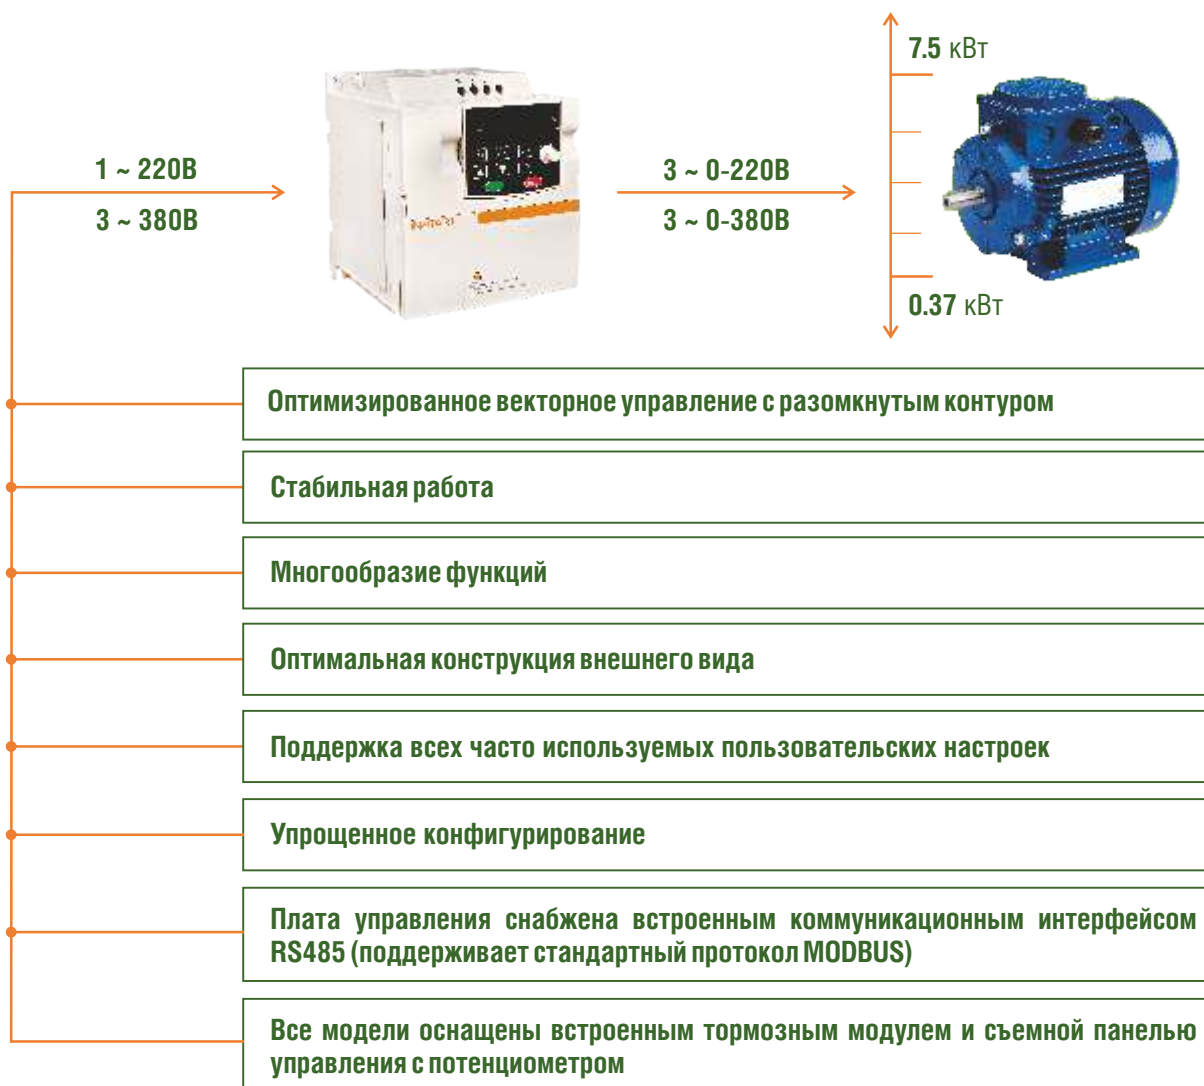 7.5 кВт
1 ~ 220В
3 ~ 0-220В
3 ~ 380В
3 ~ 0-380В
0.37 кВт
Оптимизированное векторное управление с разомкнутым контуром
Стабильная работа
Многообразие функций
Оптимальная конструкция внешнего вида
Поддержка всех часто используемых пользовательских настроек
Упрощенное конфигурирование
Плата управления снабжена встроенным коммуникационным интерфейсом
RS485 (поддерживает стандартный протокол MODBUS)
Все модели оснащены встроенным тормозным модулем и съемной панелью
управления с потенциометром